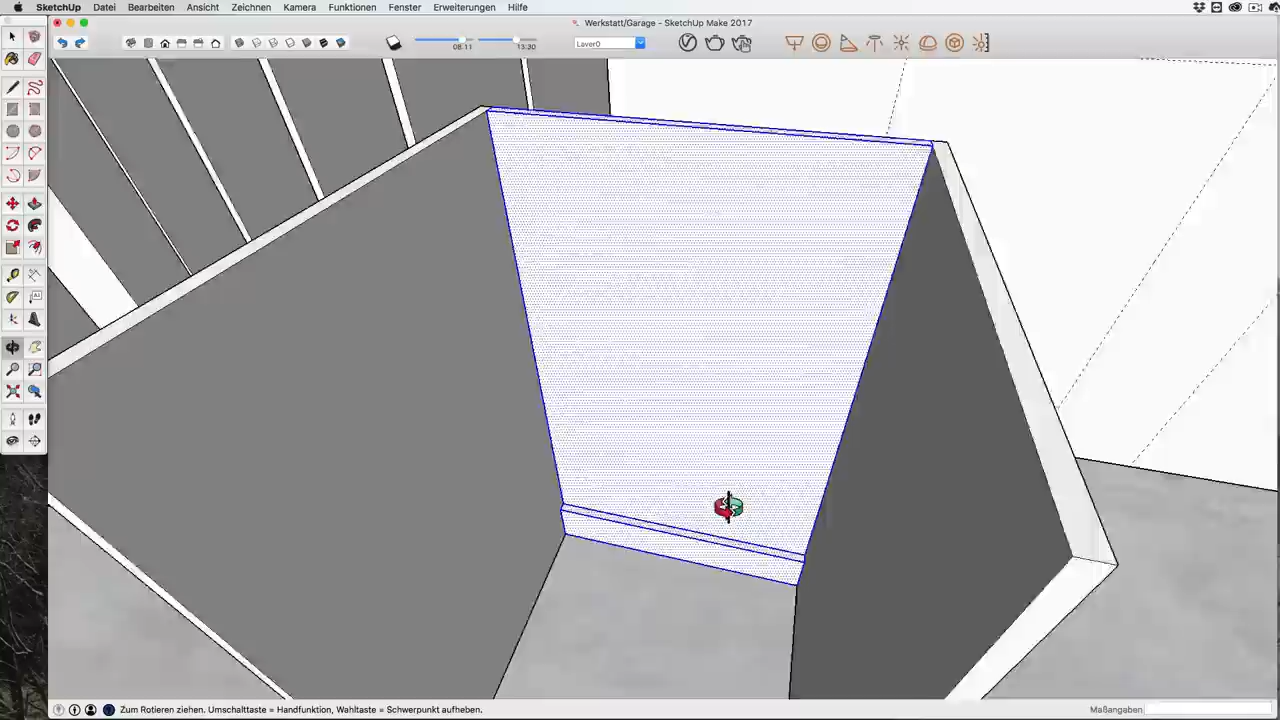 SketchUp Datei Bearbeiten Ansicht Zeichnen Kamera Funktionen Fenster Erweiterungen Hilfe
Werkstatt/Garage - SketchUp Make 2017
08:11
13:30
Layer0
Zum Rotieren ziehen. Umschalttaste = Handfunktion, Wahltaste = Schwerpunkt aufheben.
Maßangaben